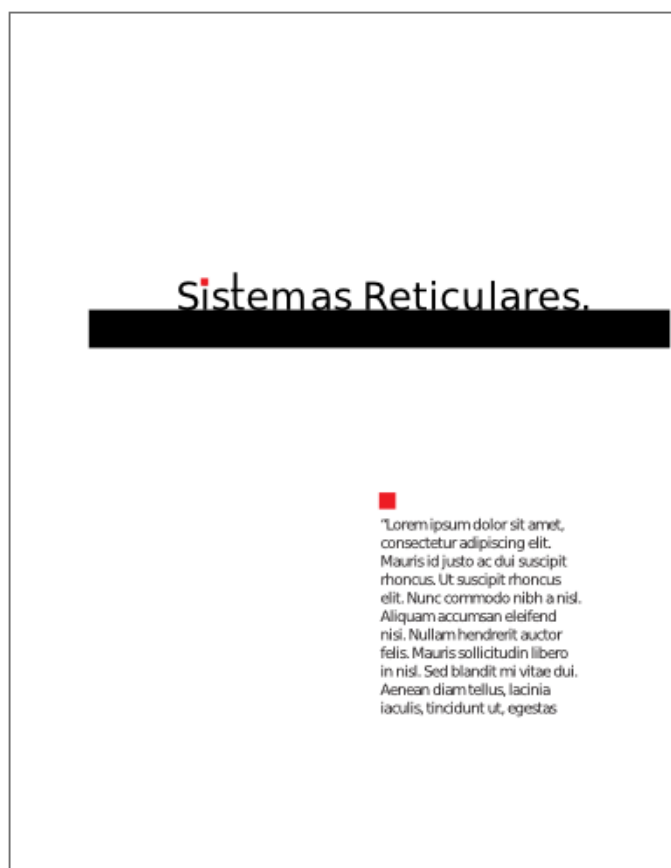 Sistemas Reticulares.
“Lorem ipsum dolor sit amet,
consectetur adipiscing elit.
Mauris id justo ac dui suscipit
rhoncus. Ut suscipit rhoncus
elit. Nunc commodo nibh a nisl.
Aliquam accumsan eleifend
nisi. Nullam hendrerit auctor
felis. Mauris sollicitudin libero
in nisl. Sed blandit mi vitae dui.
Aenean diam tellus, lacinia
iaculis, tincidunt ut, egestas